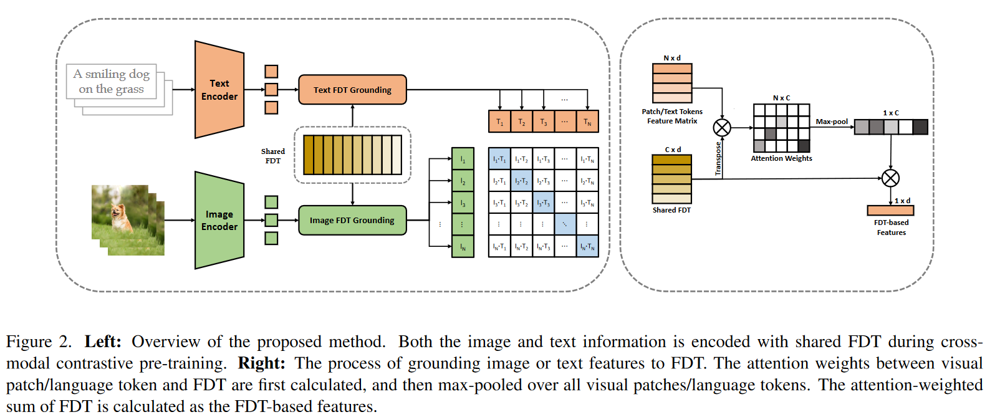 A smiling dog
on the grass
Text
Encoder
Text FDT Grounding
...
T1 T2 T3 ... TN
Shared
FDT
Image
Encoder
Image FDT Grounding
I1
I2
I3
⋮ ⋮
IN
I1·T1 I1·T2 I1·T3 ... I1·TN
I2·T1 I2·T2 I2·T3 ... I2·TN
I3·T1 I3·T2 I3·T3 ... I3·TN
⋮ ⋮ ⋮ ⋱ ⋮
IN·T1 IN·T2 IN·T3 ... IN·TN
N x d
Patch/Text Tokens
Feature Matrix
C x d
Shared FDT
Transpose
N x C
Attention Weights
Max-pool
1 x C
1 x d
FDT-based
Features
Figure 2. Left: Overview of the proposed method. Both the image and text information is encoded with shared FDT during cross-
modal contrastive pre-training. Right: The process of grounding image or text features to FDT. The attention weights between visual
patch/language token and FDT are first calculated, and then max-pooled over all visual patches/language tokens. The attention-weighted
sum of FDT is calculated as the FDT-based features.